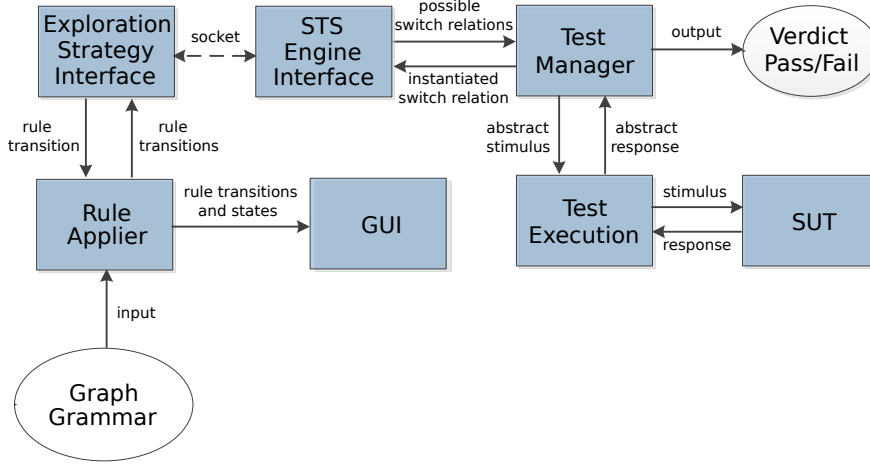 Exploration
Strategy
Interface
socket
STS
Engine
Interface
possible
switch relations
instantiated
switch relation
Test
Manager
output
Verdict
Pass/Fail
rule
transition
rule
transitions
abstract
stimulus
abstract
response
Rule
Applier
rule transitions
and states
GUI
Test
Execution
stimulus
response
SUT
input
Graph
Grammar